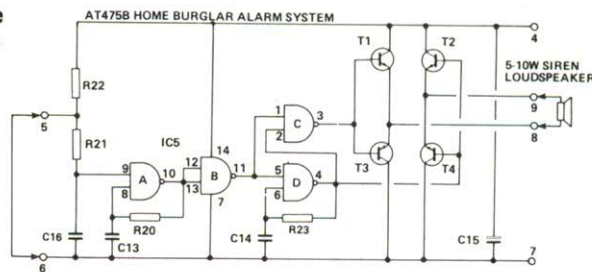 e
AT475B HOME BURGLAR ALARM SYSTEM
4
T1
T2
R22
5-10W SIREN
LOUDSPEAKER
9
8
5
IC5
14
1
2
C
3
R21
9
8
A
10
12
13
B
11
7
5
6
D
4
T3
T4
R20
R23
C16
C13
C14
C15
6
7